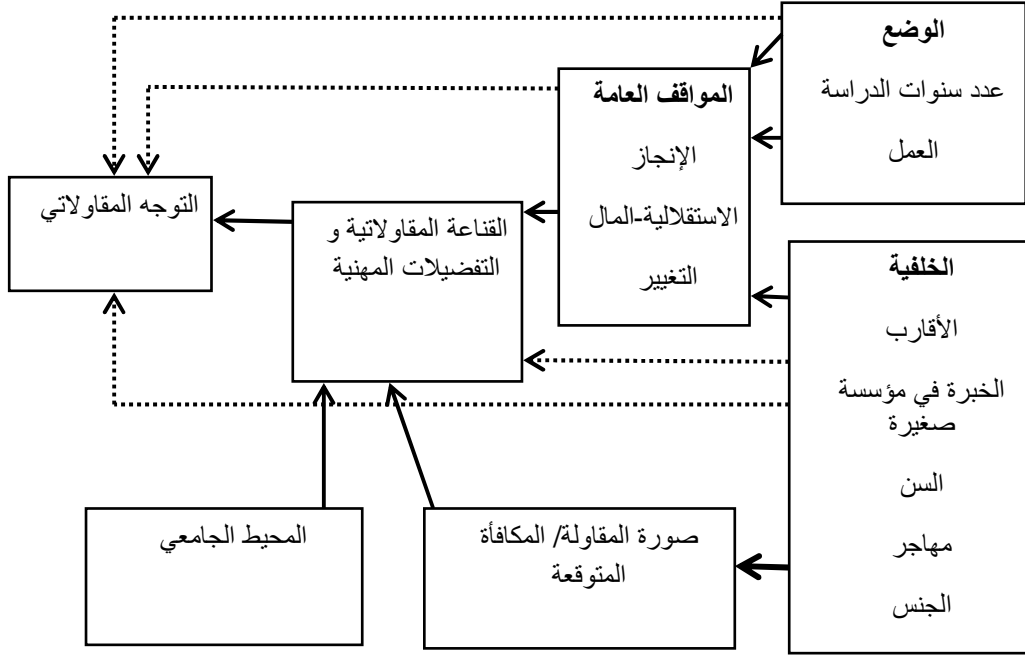 الوضع
عدد سنوات الدراسة
العمل
المواقف العامة
الإنجاز
الاستقلالية-المال
التغيير
التوجه المقاولاتي
القناعة المقاولاتية و
التفضيلات المهنية
الخلفية
الأقارب
الخبرة في مؤسسة
صغيرة
السن
مهاجر
الجنس
صورة المقاولة/ المكافأة
المتوقعة
المحيط الجامعي